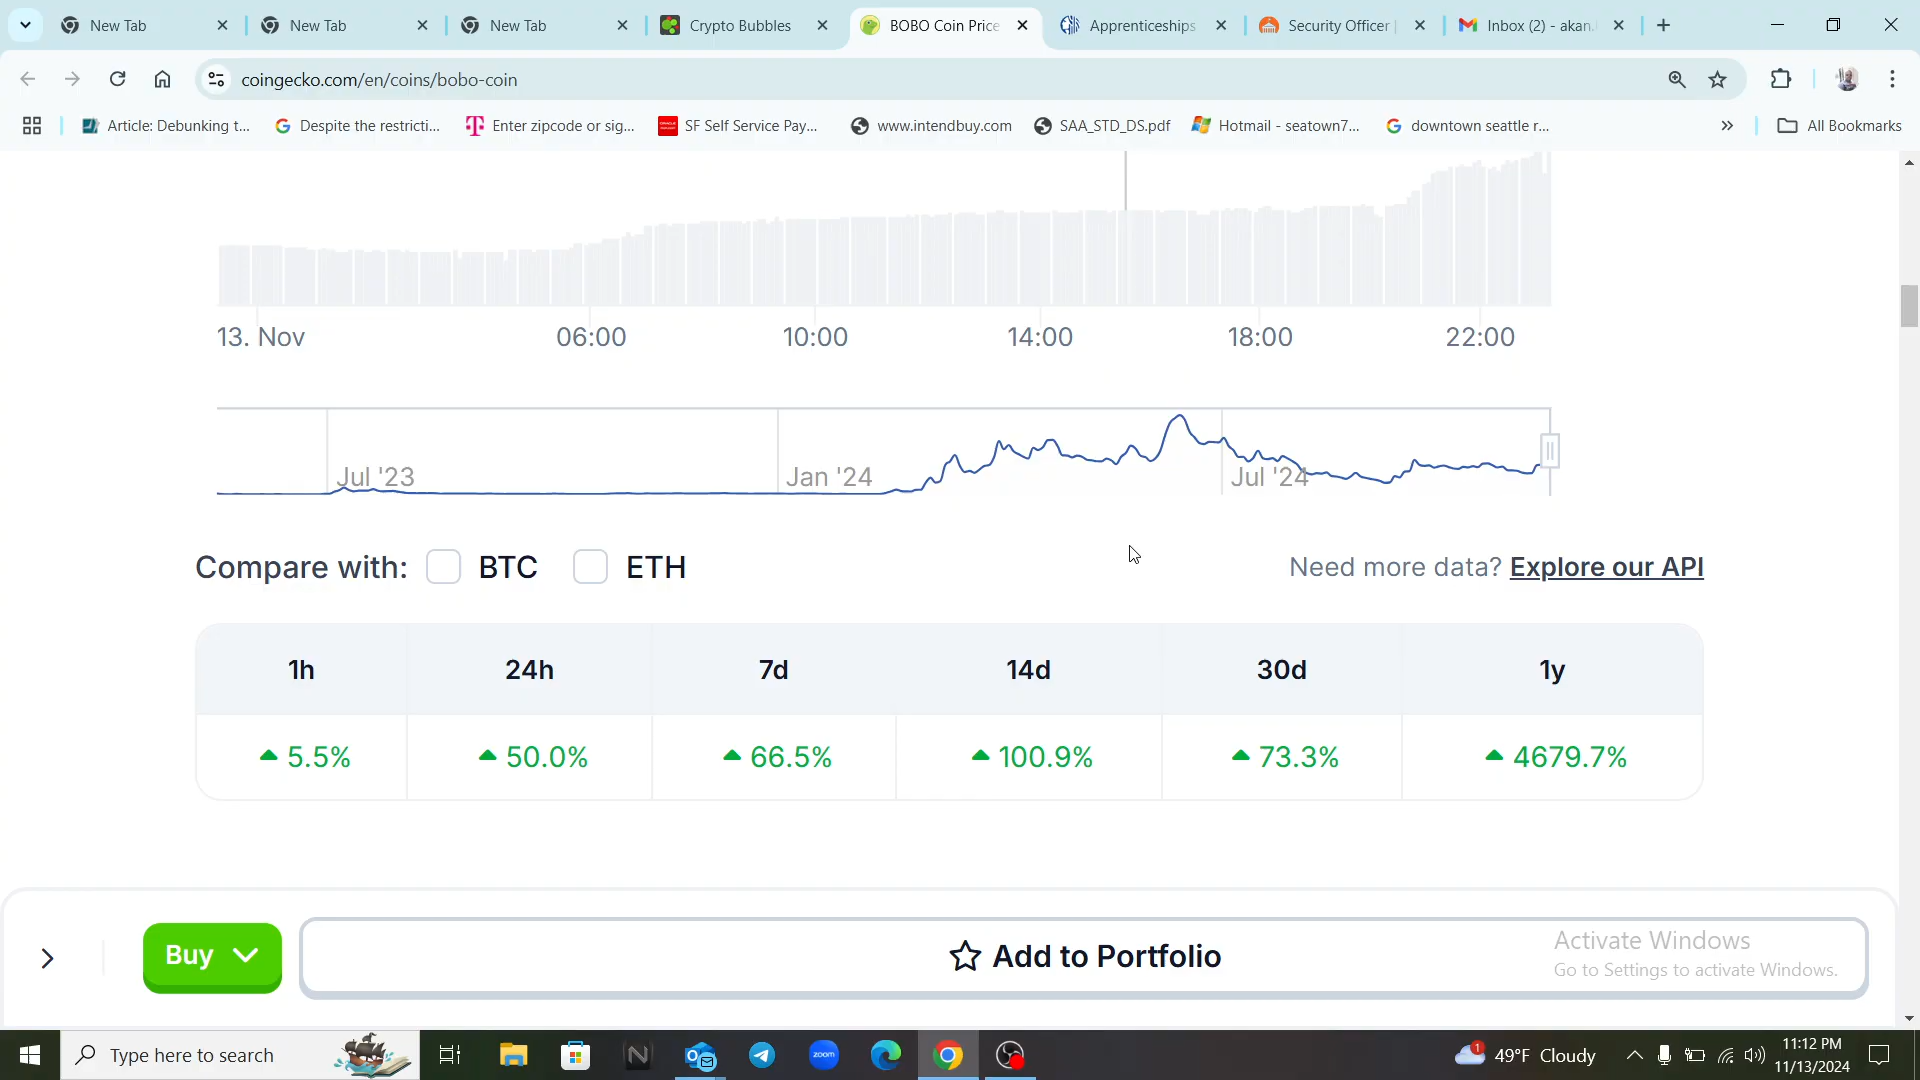 New Tab
New Tab
New Tab
Crypto Bubbles
BOBO Coin Price
Apprenticeships
Security Officer |
Inbox (2) - akan.
coingecko.com/en/coins/bobo-coin
Article: Debunking t...
Despite the restricti...
Enter zipcode or sig...
SF Self Service Pay...
www.intendbuy.com
SAA_STD_DS.pdf
Hotmail - seatown7...
downtown seattle r...
All Bookmarks
13. Nov 06:00 10:00 14:00 18:00 22:00
Jul '23 Jan '24 Jul '24
Compare with: BTC ETH
Need more data? Explore our API
1h 24h 7d 14d 30d 1y
5.5% 50.0% 66.5% 100.9% 73.3% 4679.7%
Buy
Add to Portfolio
Activate Windows
Go to Settings to activate Windows.
Type here to search
zoom
1
49°F Cloudy
11:12 PM
11/13/2024